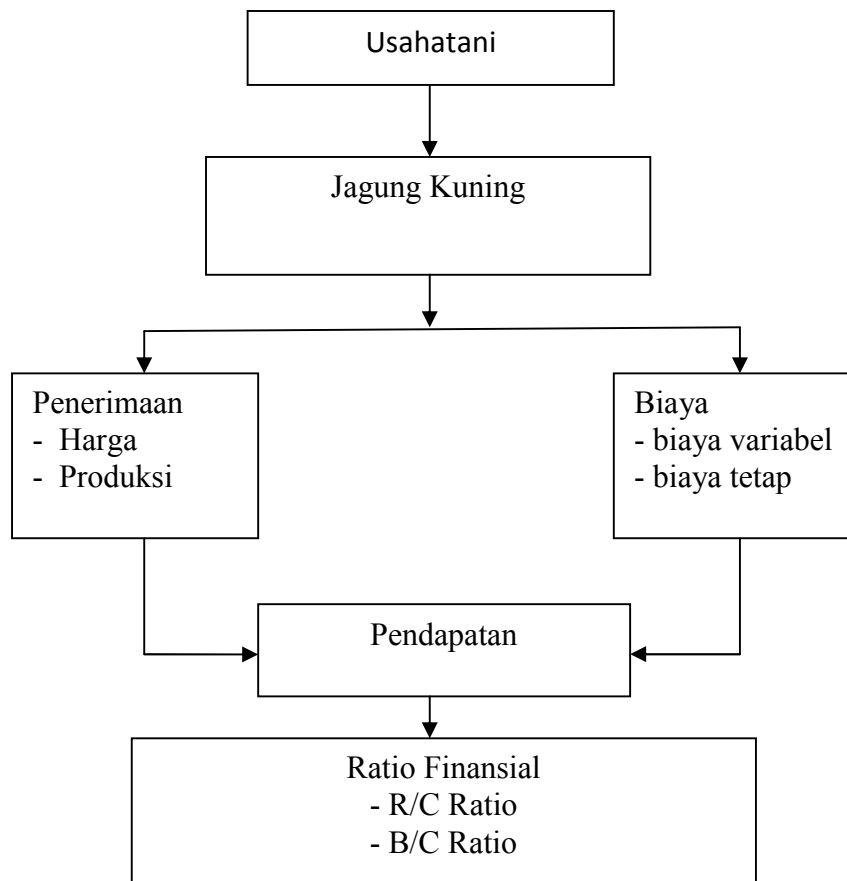 Usahatani
Jagung Kuning
Penerimaan
- Harga
- Produksi
Biaya
- biaya variabel
- biaya tetap
Pendapatan
Ratio Finansial
- R/C Ratio
- B/C Ratio